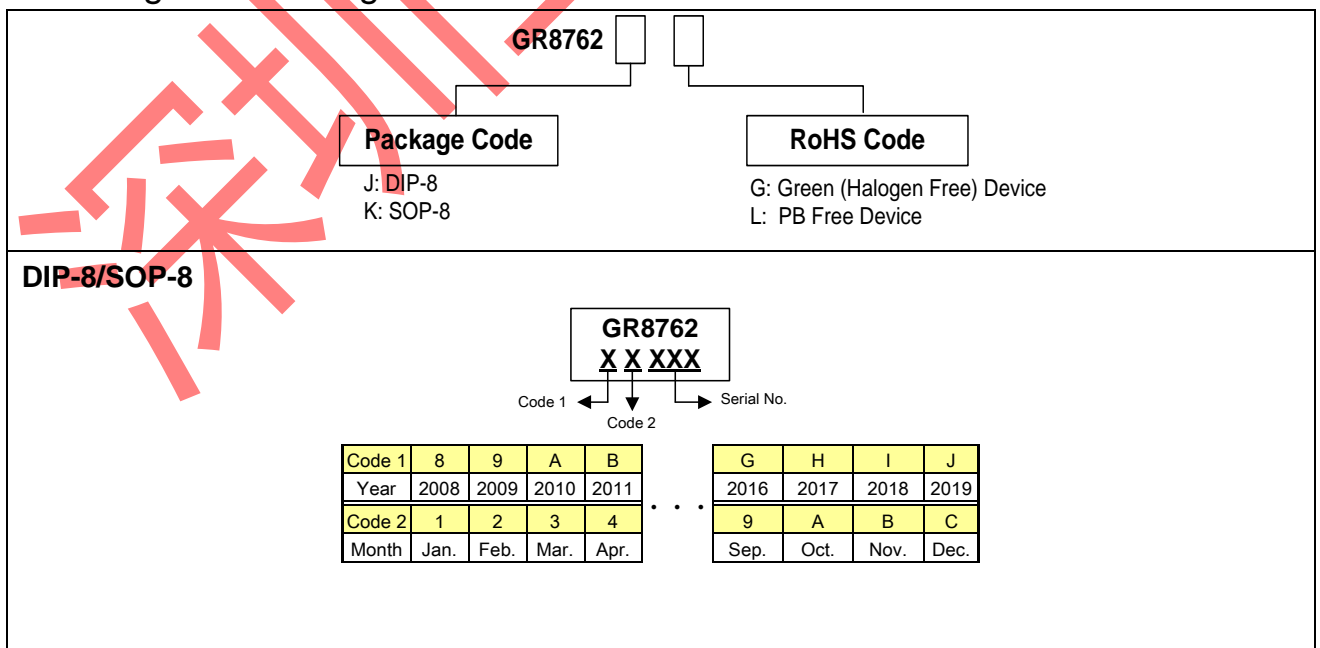 GR8762
Package Code
RoHS Code
J: DIP-8
K: SOP-8
G: Green (Halogen Free) Device
L: PB Free Device
DIP-8/SOP-8
GR8762
X X XXX
Code 1
Serial No.
Code 2
Code 1 8 9 A B G H I J
Year 2008 2009 2010 2011 . . . 2016 2017 2018 2019
Code 2 1 2 3 4 9 A B C
Month Jan. Feb. Mar. Apr. Sep. Oct. Nov. Dec.
深圳